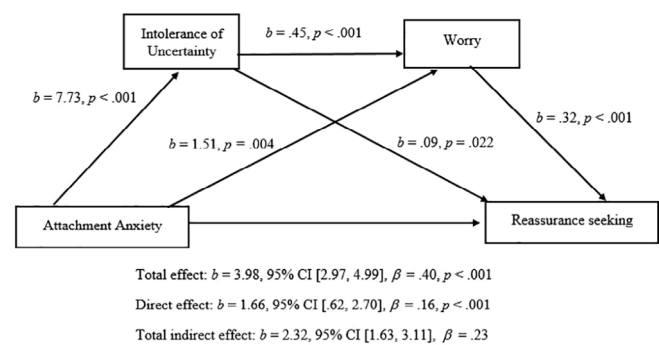 Intolerance of
Uncertainty
b = .45, p < .001
Worry
b = 7.73, p < .001
b = 1.51, p = .004
b = .09, p = .022
b = .32, p < .001
Attachment Anxiety
Reassurance seeking
Total effect: b = 3.98, 95% CI [2.97, 4.99], β = .40, p < .001
Direct effect: b = 1.66, 95% CI [.62, 2.70], β = .16, p < .001
Total indirect effect: b = 2.32, 95% CI [1.63, 3.11], β = .23